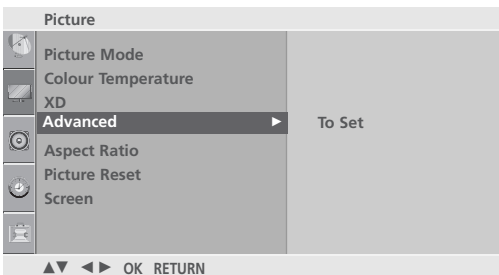 Picture
Picture Mode
Colour Temperature
XD
Advanced ► To Set
Aspect Ratio
Picture Reset
Screen
▲▼ ◄► OK RETURN